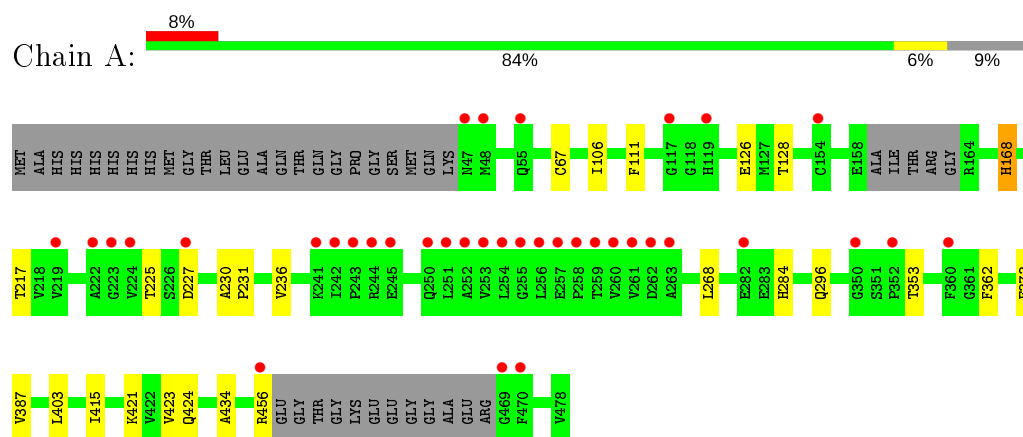 8%
Chain A:
84% 6% 9%
MET ALA HIS HIS HIS HIS HIS HIS MET GLY THR LEU GLU ALA GLN THR THR GLN GLY PRO GLY SER MET GLN LYS N47 M48 Q55 C67 I106 F111 G117 G118 H119 E126 M127 T128 C154 E158 ALA ILE THR ARG GLY R164 H168
T217 V218 V219 A222 G223 V224 T225 S226 D227 A230 P231 V236 K241 I242 P243 R244 E245 Q250 L251 A252 V253 L254 G255 L256 E257 P258 T259 V260 V261 D262 A263 L268 E282 E283 H284 Q296 G350 S351 P352 T353 F360 G361 F362
V387 L403 I415 K421 V422 V423 Q424 A434 R456 GLU GLY THR GLY LYS GLU GLU GLY GLY ALA GLU ARG G469 F470 V478